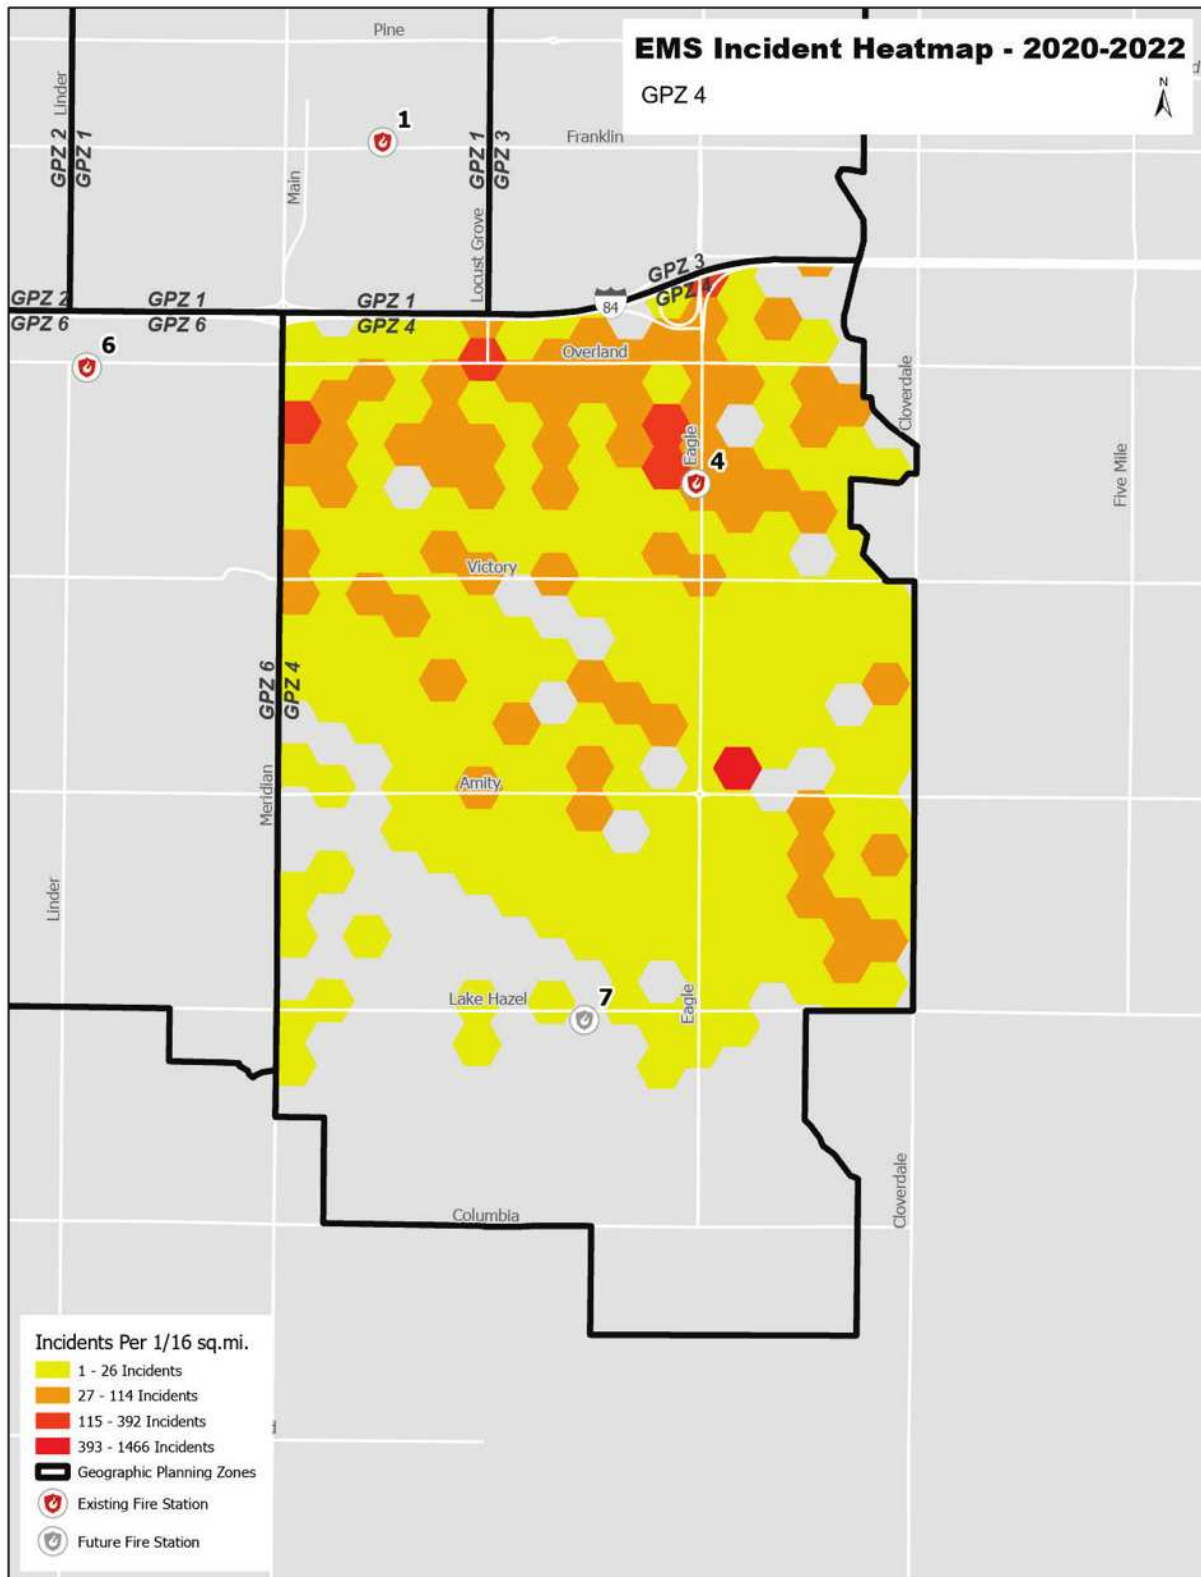 Pine
EMS Incident Heatmap - 2020-2022
GPZ 4
N
d
Linder
GPZ 2
GPZ 1
1
GPZ 1
GPZ 3
Franklin
Main
Locust Grove
GPZ 3
GPZ 4
GPZ 2
GPZ 1
GPZ 1
84
GPZ 6
GPZ 6
GPZ 4
6
Overland
Cloverdale
Eagle
4
Five Mile
Victory
GPZ 6
GPZ 4
Meridian
Amity
Linder
Lake Hazel
7
Eagle
Cloverdale
Columbia
Incidents Per 1/16 sq.mi.
1 - 26 Incidents
27 - 114 Incidents
115 - 392 Incidents
d
393 - 1466 Incidents
Geographic Planning Zones
Existing Fire Station
Future Fire Station